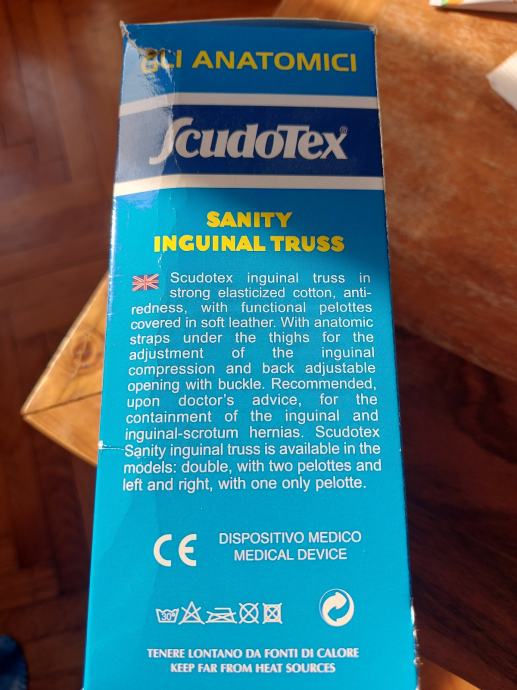 GLI ANATOMICI
SCUDOTEX®
SANITY
INGUINAL TRUSS
Scudotex inguinal truss in
strong elasticized cotton, anti-
redness, with functional pelottes
covered in soft leather. With anatomic
straps under the thighs for the
adjustment of the inguinal
compression and back adjustable
opening with buckle. Recommended,
upon doctor's advice, for the
containment of the inguinal and
inguinal-scrotum hernias. Scudotex
Sanity inguinal truss is available in the
models: double, with two pelottes and
left and right, with one only pelotte.
CE DISPOSITIVO MEDICO
MEDICAL DEVICE
30°
TENERE LONTANO DA FONTI DI CALORE
KEEP FAR FROM HEAT SOURCES